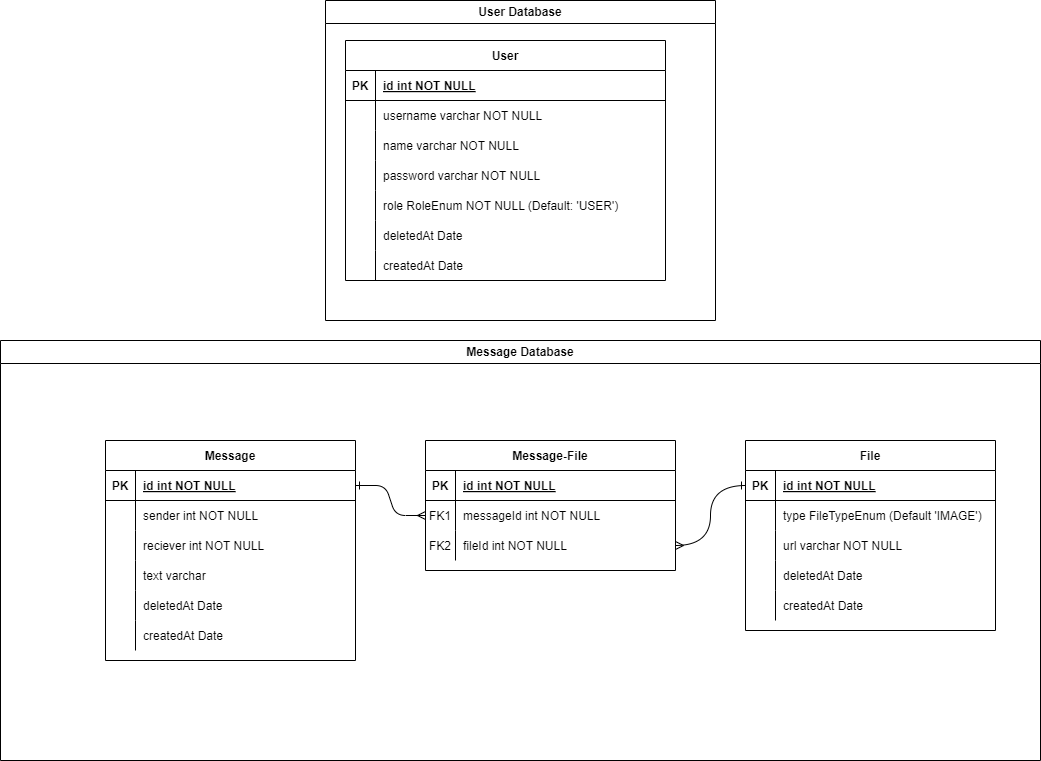 User Database
User
PK id int NOT NULL
username varchar NOT NULL
name varchar NOT NULL
password varchar NOT NULL
role RoleEnum NOT NULL (Default: 'USER')
deletedAt Date
createdAt Date
Message Database
Message
PK id int NOT NULL
sender int NOT NULL
reciever int NOT NULL
text varchar
deletedAt Date
createdAt Date
Message-File
PK id int NOT NULL
FK1 messageId int NOT NULL
FK2 fileId int NOT NULL
File
PK id int NOT NULL
type FileTypeEnum (Default 'IMAGE')
url varchar NOT NULL
deletedAt Date
createdAt Date